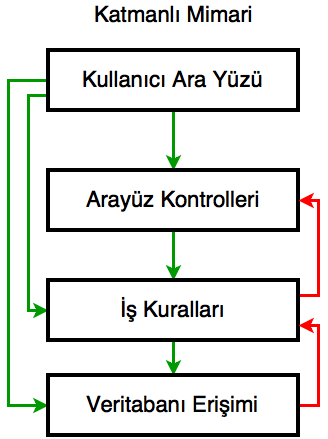 Katmanlı Mimari
Kullanıcı Ara Yüzü
Arayüz Kontrolleri
İş Kuralları
Veritabanı Erişimi